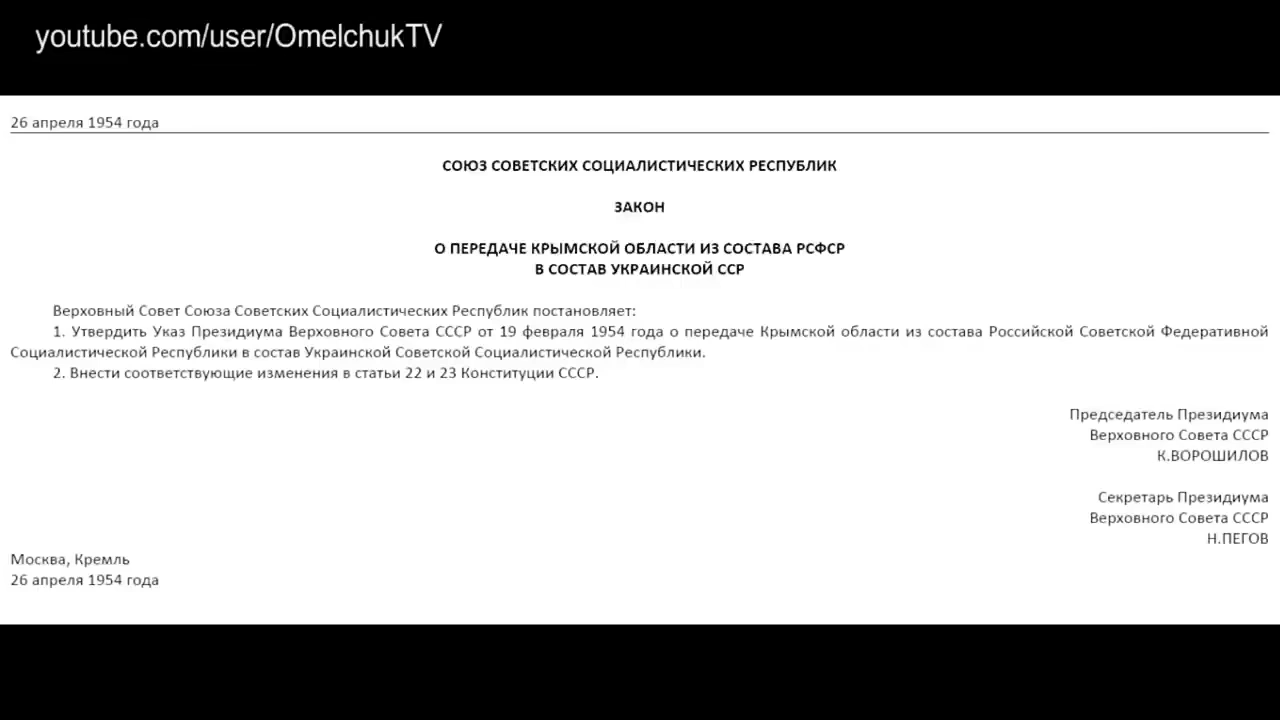 youtube.com/user/OmelchukTV
26 апреля 1954 года
СОЮЗ СОВЕТСКИХ СОЦИАЛИСТИЧЕСКИХ РЕСПУБЛИК
ЗАКОН
О ПЕРЕДАЧЕ КРЫМСКОЙ ОБЛАСТИ ИЗ СОСТАВА РСФСР
В СОСТАВ УКРАИНСКОЙ ССР
Верховный Совет Союза Советских Социалистических Республик постановляет:
1. Утвердить Указ Президиума Верховного Совета СССР от 19 февраля 1954 года о передаче Крымской области из состава Российской Советской Федеративной
Социалистической Республики в состав Украинской Советской Социалистической Республики.
2. Внести соответствующие изменения в статьи 22 и 23 Конституции СССР.
Председатель Президиума
Верховного Совета СССР
К.ВОРОШИЛОВ
Секретарь Президиума
Верховного Совета СССР
Н.ПЕГОВ
Москва, Кремль
26 апреля 1954 года